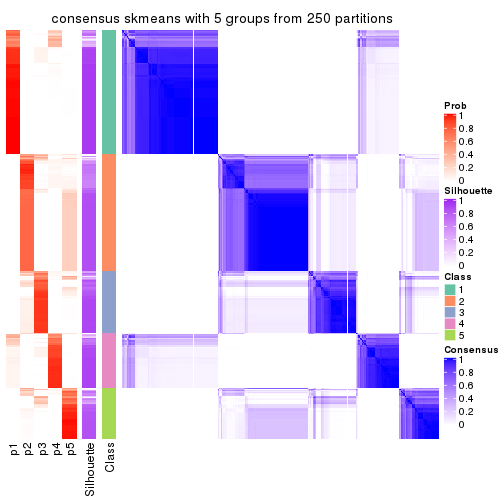 consensus skmeans with 5 groups from 250 partitions
Prob
1
0.8
0.6
0.4
0.2
0
Silhouette
1
0.8
0.6
0.4
0.2
0
Class
1
2
3
4
5
Consensus
1
0.8
0.6
0.4
0.2
0
p1
p2
p3
p4
p5
Silhouette
Class